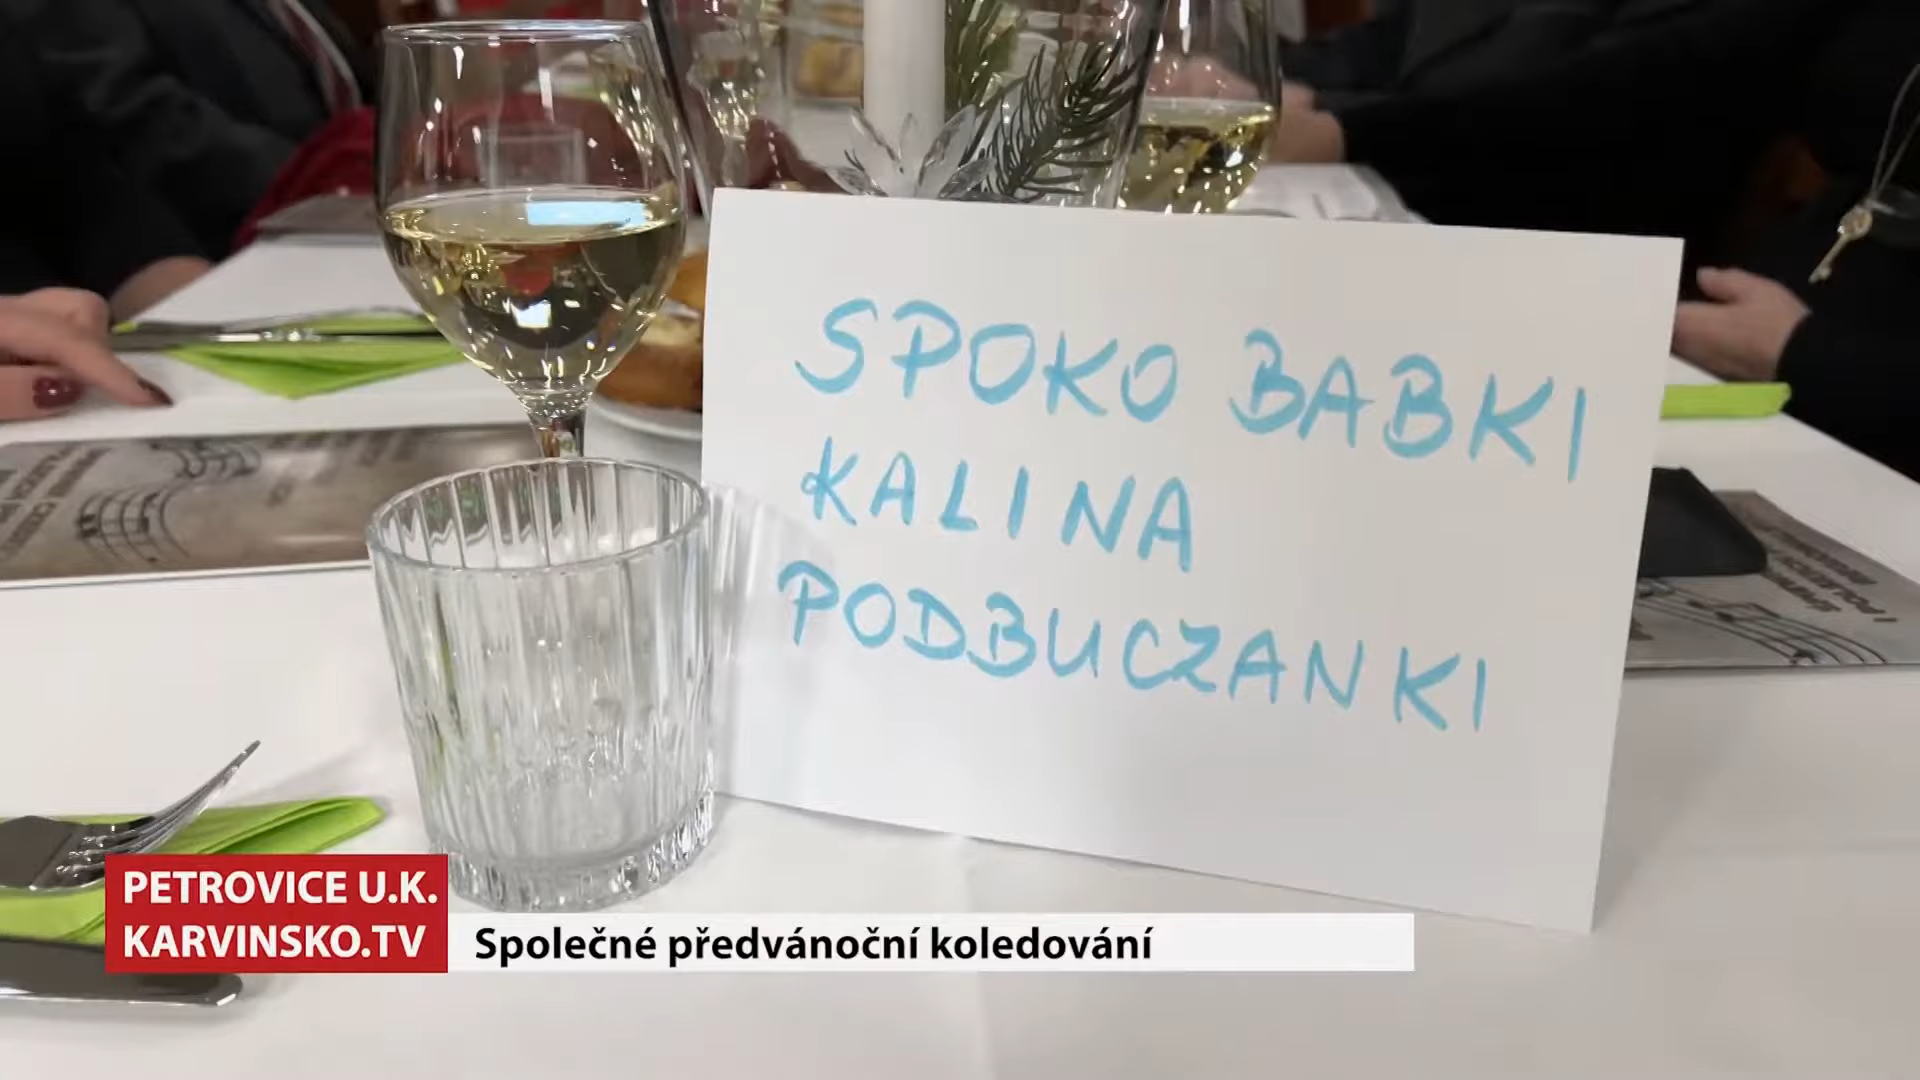 SPOKO BABKI
KALINA
PODBUCZANKI
PETROVICE U.K.
KARVINSKO.TV
Společné předvánoční koledování